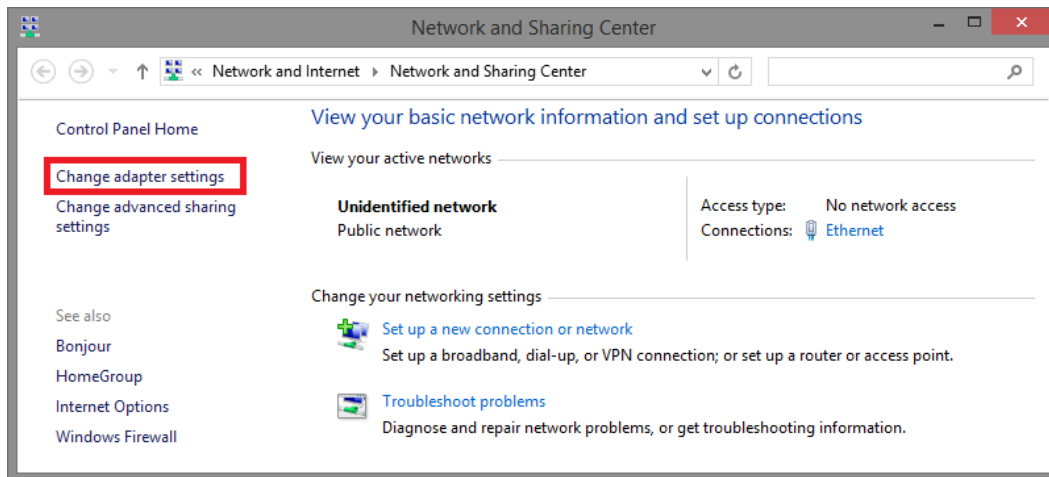 Network and Sharing Center
« Network and Internet Network and Sharing Center
Control Panel Home
Change adapter settings
Change advanced sharing
settings
See also
Bonjour
HomeGroup
Internet Options
Windows Firewall
View your basic network information and set up connections
View your active networks
Unidentified network
Public network
Access type: No network access
Connections: Ethernet
Change your networking settings
Set up a new connection or network
Set up a broadband, dial-up, or VPN connection; or set up a router or access point.
Troubleshoot problems
Diagnose and repair network problems, or get troubleshooting information.